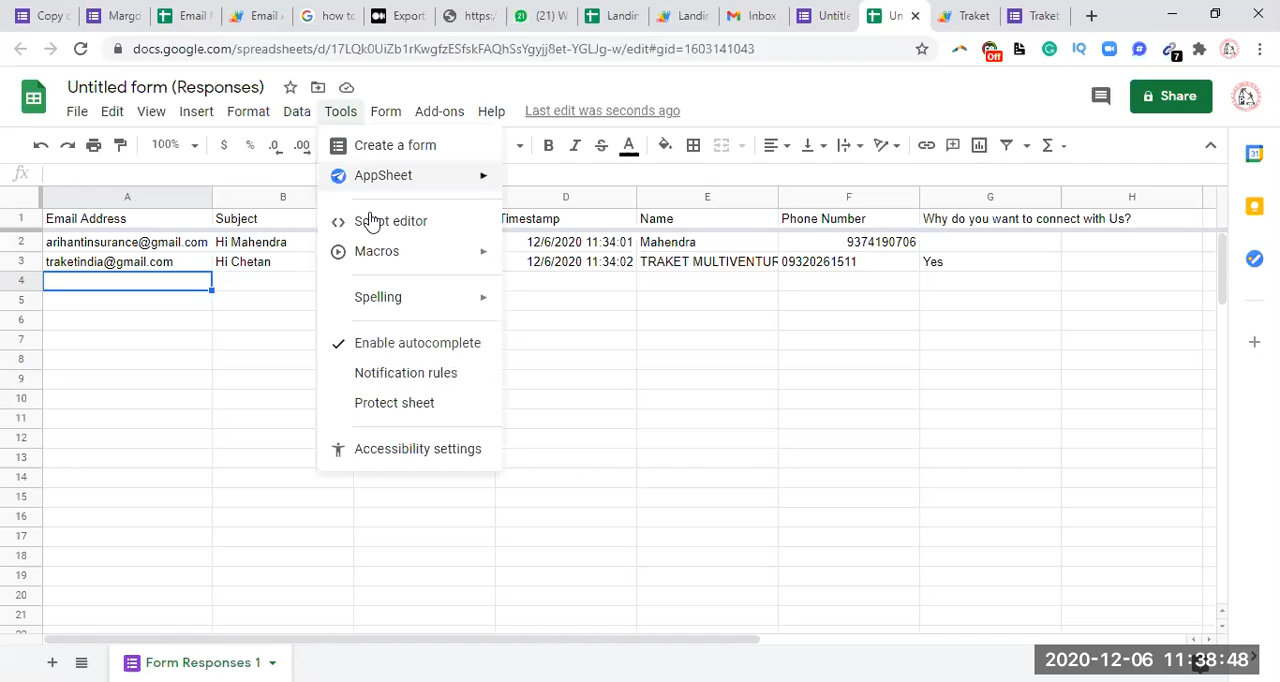 Copy
Margo
Email M
Email A
how to
Export
https:/
(21) W
Landin
Landin
Inbox
Untitle
Un
Traket
Traket
docs.google.com/spreadsheets/d/17LQk0UiZb1rKwgfzESfskFAQhSsYgyjj8et-YGLJg-w/edit#gid=1603141043
Off
IQ
7
Untitled form (Responses)
File Edit View Insert Format Data Tools Form Add-ons Help Last edit was seconds ago
Share
100% $ % .0 .00
B I S A
Create a form
AppSheet
Script editor
Macros
Spelling
Enable autocomplete
Notification rules
Protect sheet
Accessibility settings
fx
A B D E F G H
1 Email Address Subject Timestamp Name Phone Number Why do you want to connect with Us?
2 arihantinsurance@gmail.com Hi Mahendra 12/6/2020 11:34:01 Mahendra 9374190706
3 traketindia@gmail.com Hi Chetan 12/6/2020 11:34:02 TRAKET MULTIVENTUR 09320261511 Yes
4
5
6
7
8
9
10
11
12
13
14
15
16
17
18
19
20
21
Form Responses 1
2020-12-06 11:38:48
31